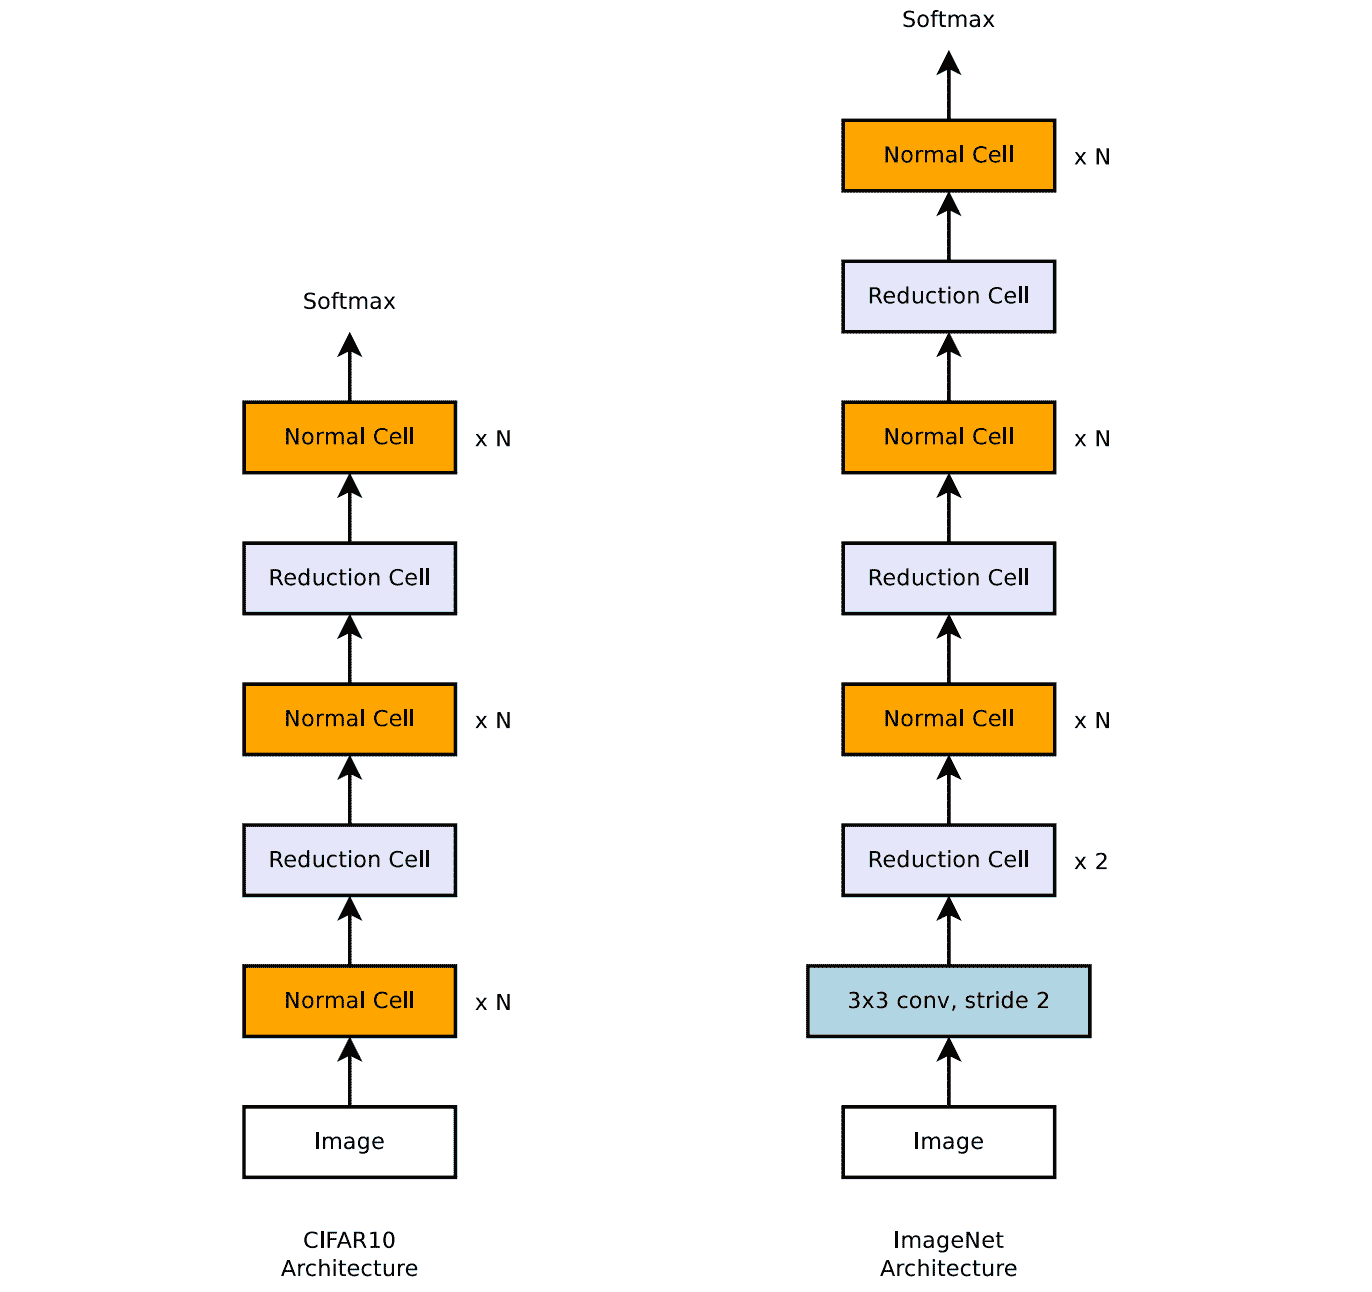 Softmax
Normal Cell x N
Reduction Cell
Normal Cell x N
Reduction Cell
Normal Cell x N
Image
CIFAR10
Architecture
Softmax
Normal Cell x N
Reduction Cell
Normal Cell x N
Reduction Cell
Normal Cell x N
Reduction Cell x 2
3x3 conv, stride 2
Image
ImageNet
Architecture